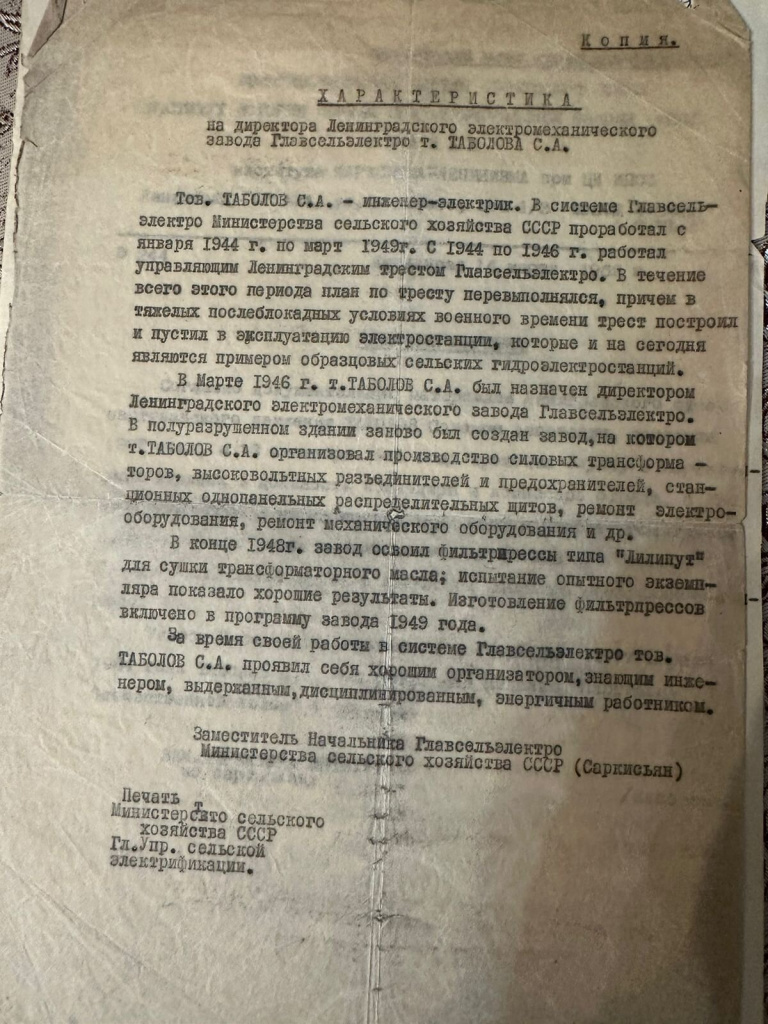 Копия.
ХАРАКТЕРИСТИКА
на директора Ленинградского электромеханического
завода Главсельэлектро т. ТАБОЛОВА С.А.
Тов. ТАБОЛОВ С.А. - инженер-электрик. В системе Главсель-
электро Министерства сельского хозяйства СССР проработал с
января 1944 г. по март 1949г. С 1944 по 1946 г. работал
управляющим Ленинградским трестом Главсельэлектро. В течение
всего этого периода план по тресту перевыполнялся, причем в
тяжелых послеблокадных условиях военного времени трест построил
и пустил в эксплуатацию электростанции, которые и на сегодня
являются примером образцовых сельских гидроэлектростанций.
В Марте 1946 г. т.ТАБОЛОВ С.А. был назначен директором
Ленинградского электромеханического завода Главсельэлектро.
В полуразрушенном здании заново был создан завод,на котором
т.ТАБОЛОВ С.А. организовал производство силовых трансформа -
торов, высоковольтных разъединителей и предохранителей, стан-
ционных однопанельных распределительных щитов, ремонт электро-
оборудования, ремонт механического оборудования и др.
В конце 1948г. завод освоил фильтрпрессы типа "Лилипут"
для сушки трансформаторного масла; испытание опытного экземп-
ляра показало хорошие результаты. Изготовление фильтрпрессов
включено в программу завода 1949 года.
За время своей работы в системе Главсельэлектро тов.
ТАБОЛОВ С.А. проявил себя хорошим организатором,знающим инже-
нером, выдержанным,дисциплинированным, энергичным работником.
Заместитель Начальника Главсельэлектро
Министерства сельского хозяйства СССР (Саркисьян)
Печать
Министерство сельского
хозяйства СССР
Гл.Упр. сельской
электрификации.